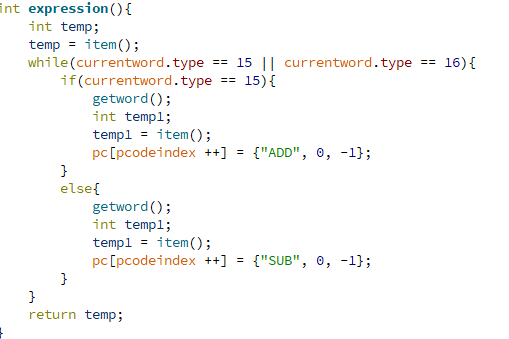 int expression(){
    int temp;
    temp = item();
    while(currentword.type == 15 || currentword.type == 16){
        if(currentword.type == 15){
            getword();
            int temp1;
            temp1 = item();
            pc[pcodeindex ++] = {"ADD", 0, -1};
        }
        else{
            getword();
            int temp1;
            temp1 = item();
            pc[pcodeindex ++] = {"SUB", 0, -1};
        }
    }
    return temp;
}